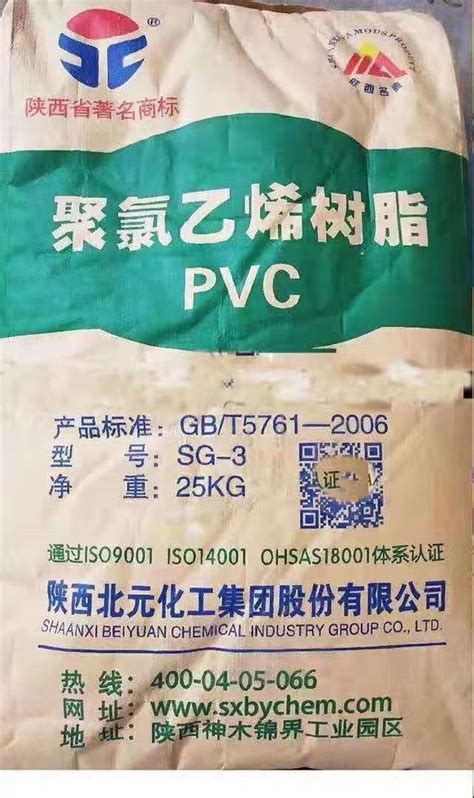 陕西省著名商标
陕西名牌
聚氯乙烯树脂
PVC
产品标准：GB/T5761—2006
型 号：SG-3
净 重：25KG
证
通过ISO9001 ISO14001 OHSAS18001体系认证
陕西北元化工集团股份有限公司
SHAANXI BEIYUAN CHEMICAL INDUSTRY GROUP CO., LTD.
热 线：400-04-05-066
网址：www.sxbychem.com
地址：陕西神木锦界工业园区